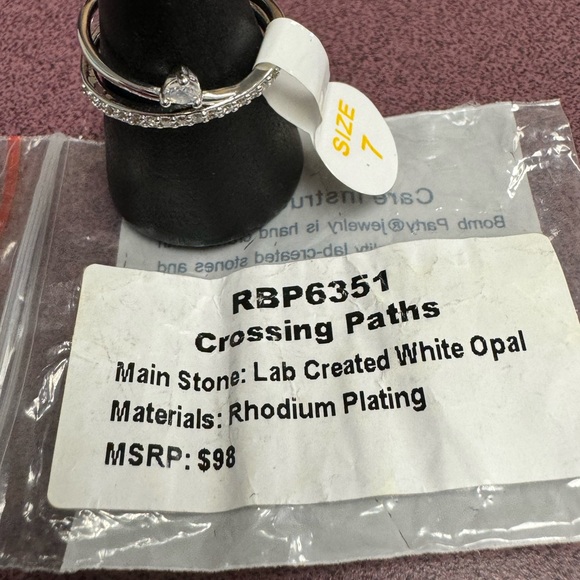 SIZE
7
Care Instru
Bomb Party® jewelry is hand
lity lab-created stones and
RBP6351
Crossing Paths
Main Stone: Lab Created White Opal
Materials: Rhodium Plating
MSRP: $98